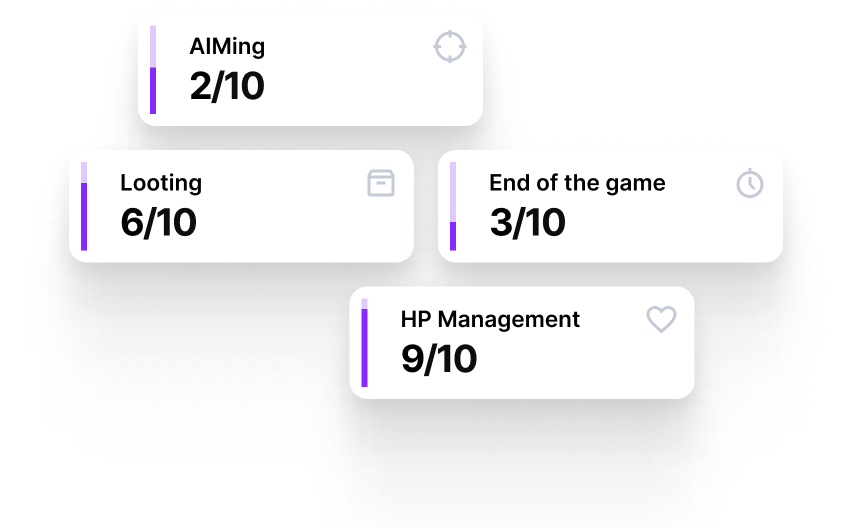 AIMing
2/10
Looting
6/10
End of the game
3/10
HP Management
9/10